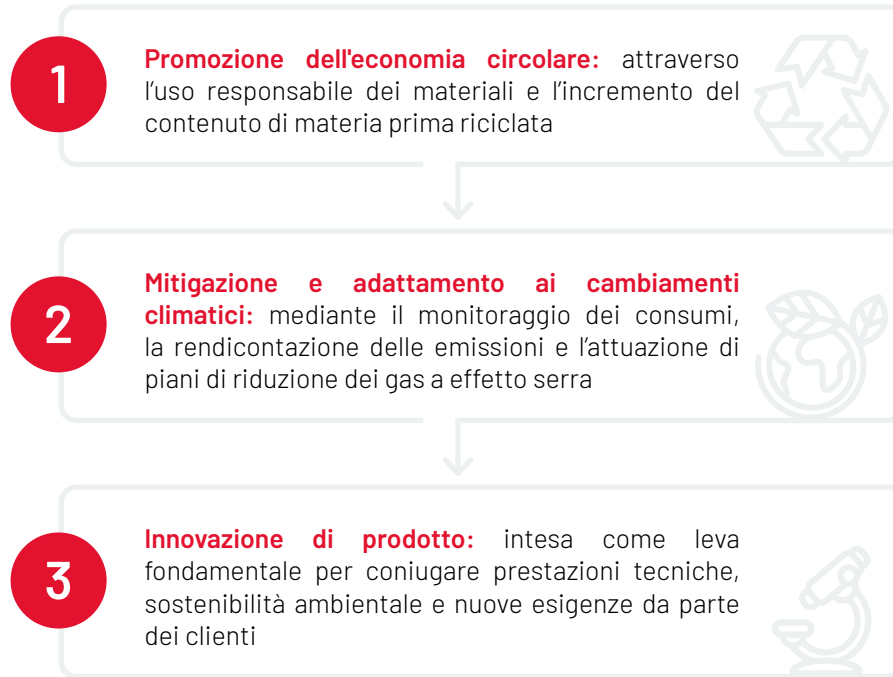 1
Promozione dell'economia circolare: attraverso
l’uso responsabile dei materiali e l’incremento del
contenuto di materia prima riciclata
2
Mitigazione e adattamento ai cambiamenti
climatici: mediante il monitoraggio dei consumi,
la rendicontazione delle emissioni e l’attuazione di
piani di riduzione dei gas a effetto serra
3
Innovazione di prodotto: intesa come leva
fondamentale per coniugare prestazioni tecniche,
sostenibilità ambientale e nuove esigenze da parte
dei clienti